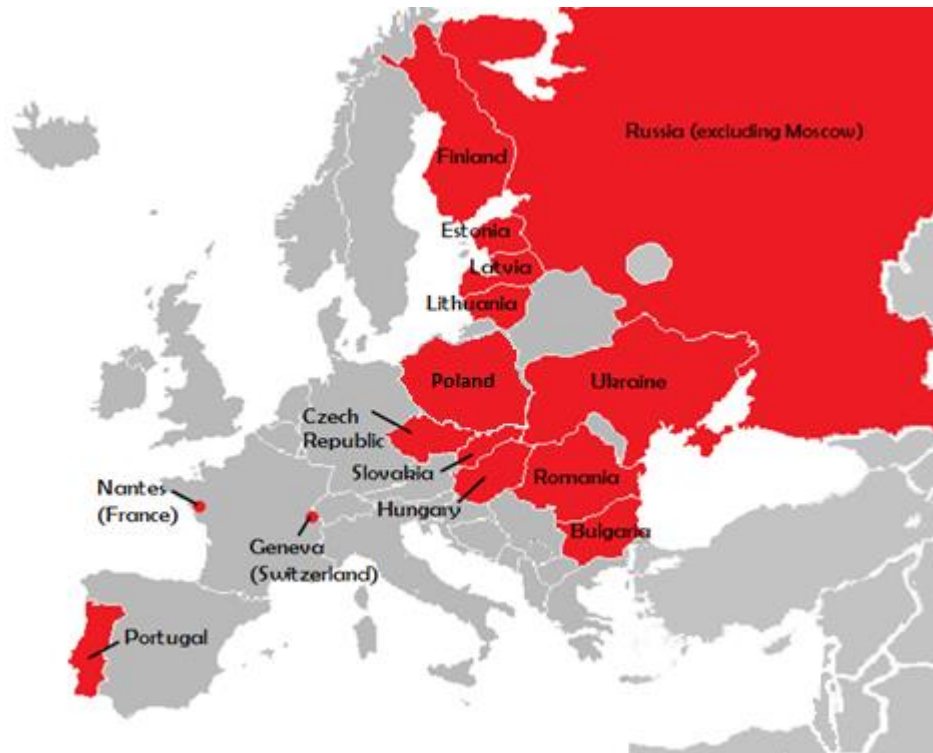 Russia (excluding Moscow)
Finland
Estonia
Latvia
Lithuania
Poland
Ukraine
Czech
Republic
Slovakia
Romania
Nantes
(France)
Hungary
Bulgaria
Geneva
(Switzerland)
Portugal